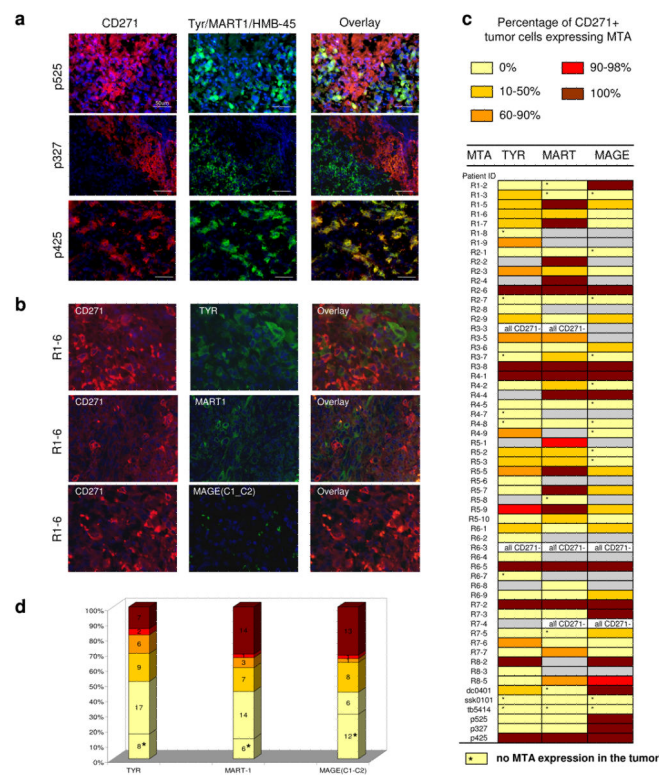 a
CD271 Tyr/MART1/HMB-45 Overlay
p525
50um
p327
p425
b
CD271 TYR Overlay
R1-6
CD271 MART1 Overlay
R1-6
CD271 MAGE(C1_C2) Overlay
R1-6
c
Percentage of CD271+
tumor cells expressing MTA
0% 90-98%
10-50% 100%
60-90%
MTA TYR MART MAGE
Patient ID
R1-2 *
R1-3 * *
R1-5
R1-6
R1-7
R1-8 *
R1-9
R2-1 *
R2-2
R2-3
R2-4
R2-6
R2-7 * *
R2-8
R2-9
R3-3 all CD271- all CD271-
R3-5
R3-6
R3-7 * *
R3-8
R4-1
R4-2 *
R4-4
R4-5 *
R4-7 *
R4-8 * *
R4-9 *
R5-1
R5-2 *
R5-3 *
R5-5
R5-6
R5-7
R5-8 *
R5-9
R5-10
R6-1
R6-2
R6-3 all CD271- all CD271- all CD271-
R6-4
R6-5
R6-7 *
R6-8
R6-9
R7-2
R7-3
R7-4 all CD271- all CD271-
R7-5 *
R7-6
R7-7
R8-2
R8-3
R8-5
dc0401 *
ssk0101 * *
tb5414 * * *
p525
p327
p425
* no MTA expression in the tumor
d
100%
90%
80%
70%
60%
50%
40%
30%
20%
10%
0%
6 3
9 7 8
17 14 6
8* 6* 12*
TYR MART-1 MAGE(C1-C2)